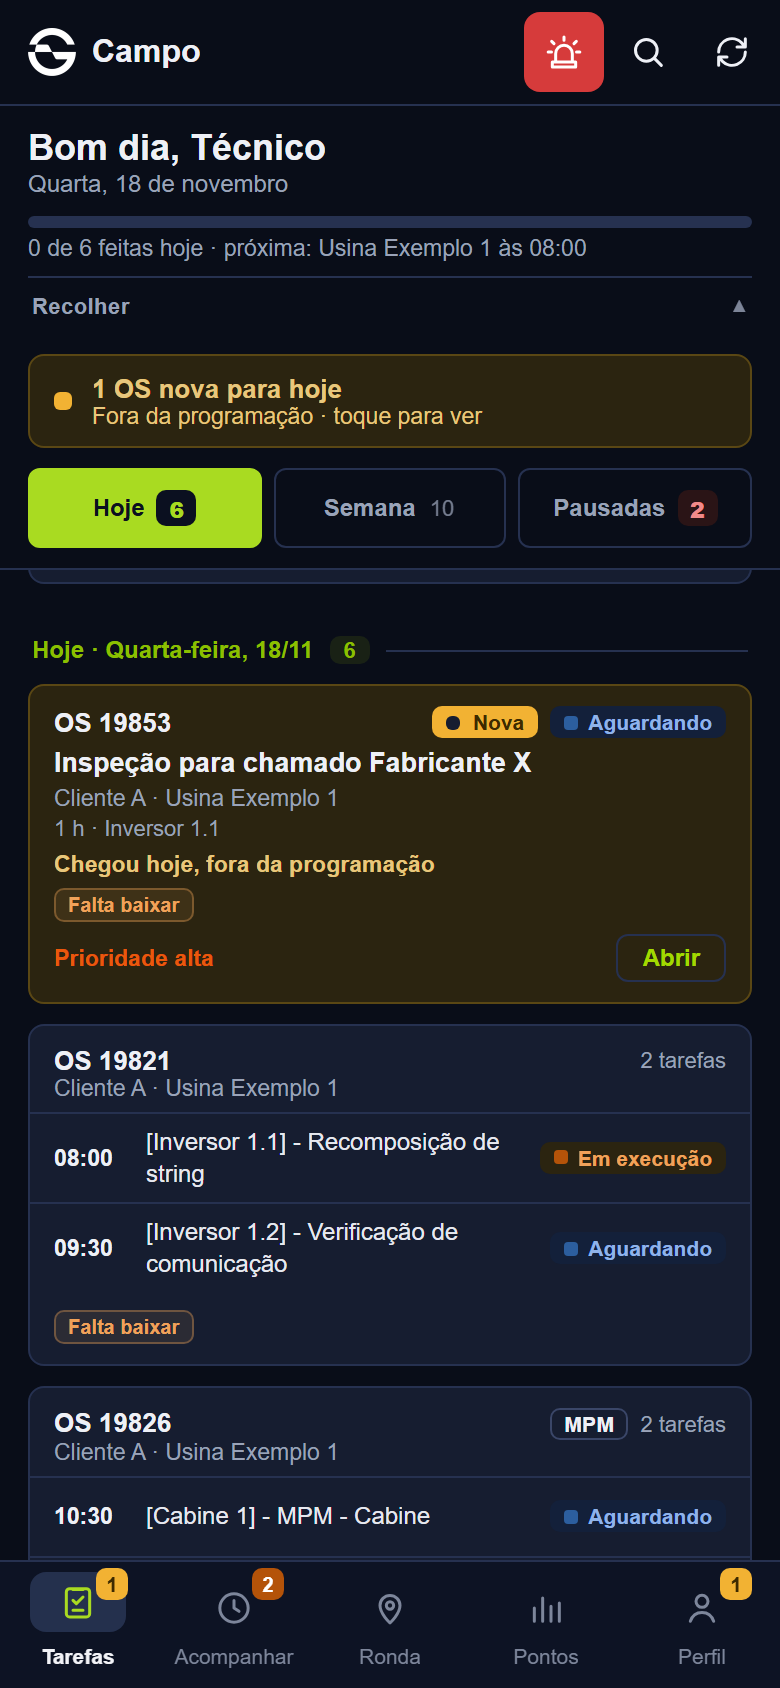 Campo
Bom dia, Técnico
Quarta, 18 de novembro
0 de 6 feitas hoje · próxima: Usina Exemplo 1 às 08:00
Recolher ▲
1 OS nova para hoje
Fora da programação · toque para ver
Hoje 6 Semana 10 Pausadas 2
Hoje · Quarta-feira, 18/11 6
OS 19853 Nova Aguardando
Inspeção para chamado Fabricante X
Cliente A · Usina Exemplo 1
1 h · Inversor 1.1
Chegou hoje, fora da programação
Falta baixar
Prioridade alta Abrir
OS 19821 2 tarefas
Cliente A · Usina Exemplo 1
08:00 [Inversor 1.1] - Recomposição de
string Em execução
09:30 [Inversor 1.2] - Verificação de
comunicação Aguardando
Falta baixar
OS 19826 MPM 2 tarefas
Cliente A · Usina Exemplo 1
10:30 [Cabine 1] - MPM - Cabine Aguardando
1 2 1
Tarefas Acompanhar Ronda Pontos Perfil